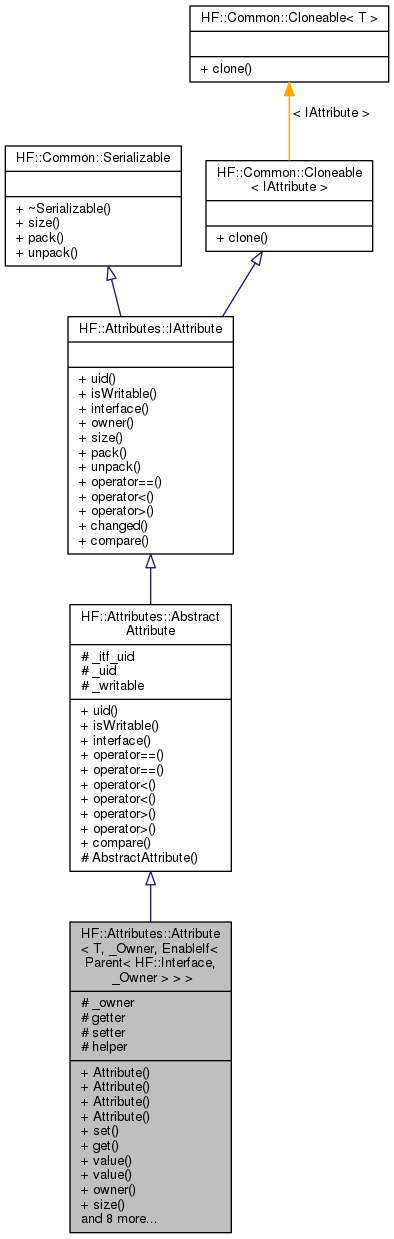 HF::Common::Cloneable< T >
+ clone()
< IAttribute >
HF::Common::Serializable
+ ~Serializable()
+ size()
+ pack()
+ unpack()
HF::Common::Cloneable
< IAttribute >
+ clone()
HF::Attributes::IAttribute
+ uid()
+ isWritable()
+ interface()
+ owner()
+ size()
+ pack()
+ unpack()
+ operator==()
+ operator<()
+ operator>()
+ changed()
+ compare()
HF::Attributes::Abstract
Attribute
# _itf_uid
# _uid
# _writable
+ uid()
+ isWritable()
+ interface()
+ operator==()
+ operator==()
+ operator<()
+ operator<()
+ operator>()
+ operator>()
+ compare()
# AbstractAttribute()
HF::Attributes::Attribute
< T, _Owner, EnableIf<
Parent< HF::Interface,
_Owner > > >
# _owner
# getter
# setter
# helper
+ Attribute()
+ Attribute()
+ Attribute()
+ Attribute()
+ set()
+ get()
+ value()
+ value()
+ owner()
+ size()
and 8 more...